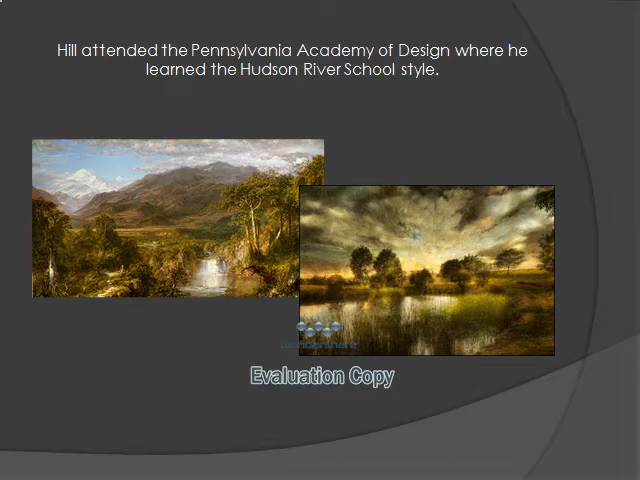 Hill attended the Pennsylvania Academy of Design where he
learned the Hudson River School style.
Evaluation Copy